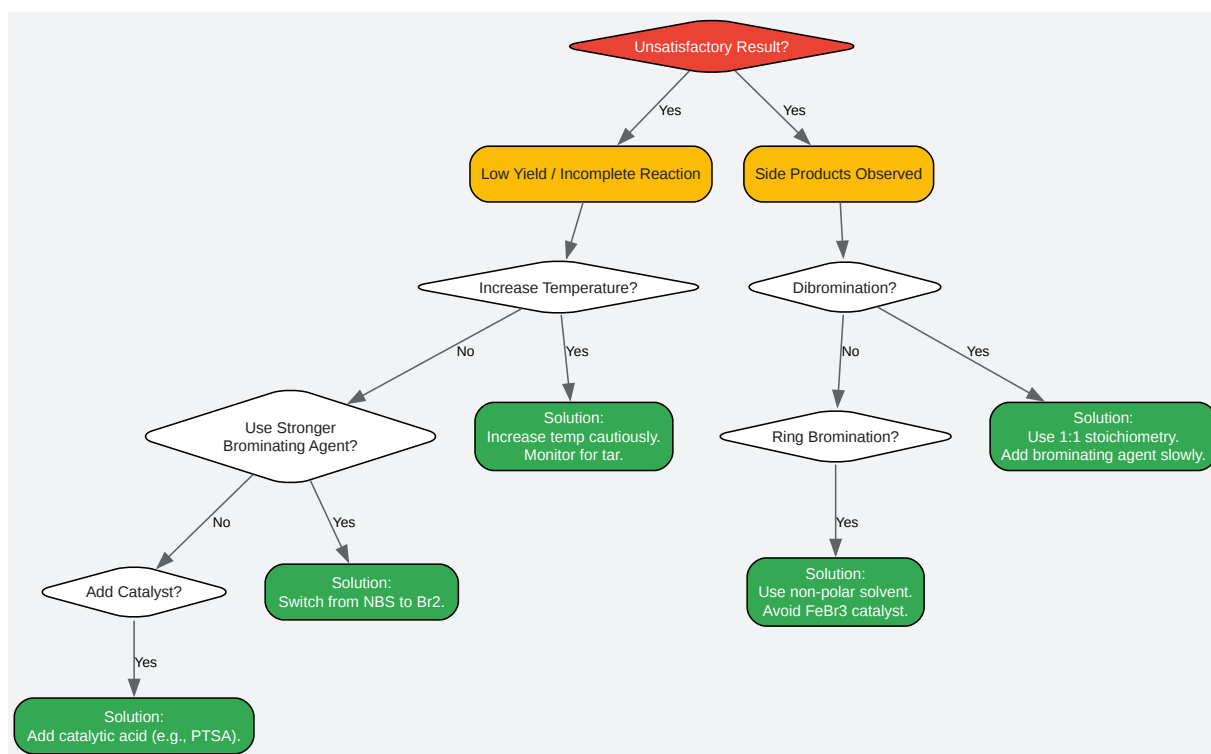 Unsatisfactory Result?
Yes
Yes
Low Yield / Incomplete Reaction
Side Products Observed
Increase Temperature?
Dibromination?
No
Yes
No
Yes
Use Stronger
Brominating Agent?
Solution:
Increase temp cautiously.
Monitor for tar.
Ring Bromination?
Solution:
Use 1:1 stoichiometry.
Add brominating agent slowly.
No
Yes
Yes
Add Catalyst?
Solution:
Switch from NBS to Br2.
Solution:
Use non-polar solvent.
Avoid FeBr3 catalyst.
Yes
Solution:
Add catalytic acid (e.g., PTSA).